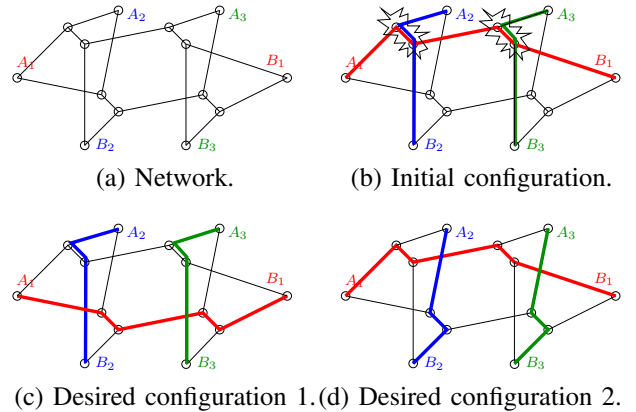 A₂ A₃ A₂ A₃
A₁ B₁ A₁ B₁
B₂ B₃ B₂ B₃
(a) Network. (b) Initial configuration.
A₂ A₃ A₂ A₃
A₁ B₁ A₁ B₁
B₂ B₃ B₂ B₃
(c) Desired configuration 1. (d) Desired configuration 2.